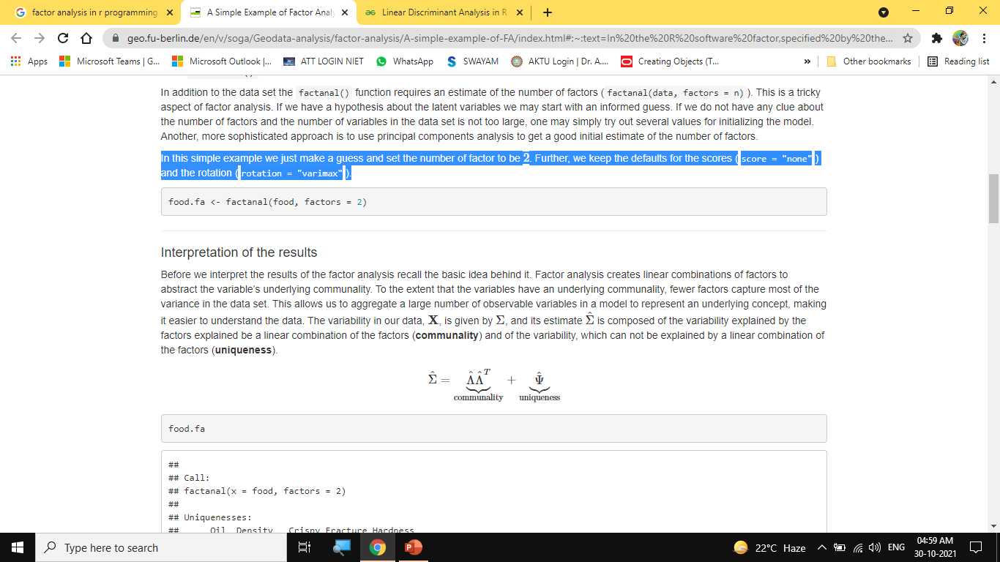 factor analysis in r programming
A Simple Example of Factor Analy
Linear Discriminant Analysis in R
geo.fu-berlin.de/en/v/soga/Geodata-analysis/factor-analysis/A-simple-example-of-FA/index.html#:~:text=In%20the%20R%20software%20factor,specified%20by%20the...
Apps
Microsoft Teams | G...
Microsoft Outlook |...
ATT LOGIN NIET
WhatsApp
SWAYAM
AKTU Login | Dr. A....
Creating Objects (T...
»
Other bookmarks
Reading list
In addition to the data set the factanal() function requires an estimate of the number of factors ( factanal(data, factors = n) ). This is a tricky
aspect of factor analysis. If we have a hypothesis about the latent variables we may start with an informed guess. If we do not have any clue about
the number of factors and the number of variables in the data set is not too large, one may simply try out several values for initializing the model.
Another, more sophisticated approach is to use principal components analysis to get a good initial estimate of the number of factors.
In this simple example we just make a guess and set the number of factor to be 2. Further, we keep the defaults for the scores ( score = "none" )
and the rotation ( rotation = "varimax" ).
food.fa <- factanal(food, factors = 2)
Interpretation of the results
Before we interpret the results of the factor analysis recall the basic idea behind it. Factor analysis creates linear combinations of factors to
abstract the variable's underlying communality. To the extent that the variables have an underlying communality, fewer factors capture most of the
variance in the data set. This allows us to aggregate a large number of observable variables in a model to represent an underlying concept, making
it easier to understand the data. The variability in our data, X, is given by Σ, and its estimate Σ̂ is composed of the variability explained by the
factors explained be a linear combination of the factors (communality) and of the variability, which can not be explained by a linear combination of
the factors (uniqueness).
Σ̂ = Λ̂Λ̂ᵀ + Ψ̂
communality uniqueness
food.fa
##
## Call:
## factanal(x = food, factors = 2)
##
## Uniquenesses:
## Oil Density Crispy Fracture Hardness
Type here to search
22°C Haze
ENG
04:59 AM
30-10-2021